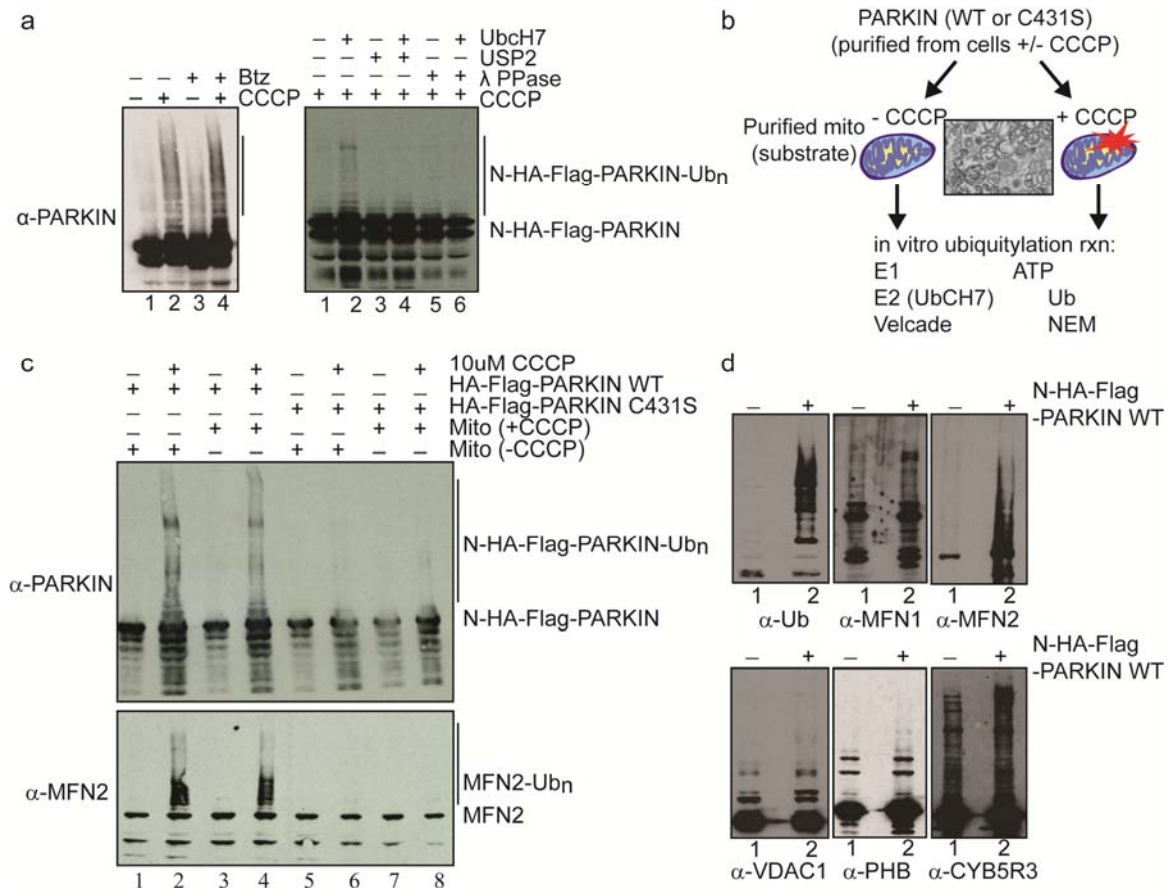 a
– – + + Btz
– + – + CCCP
α-PARKIN
1 2 3 4
– + – + – + UbcH7
– – + + – – USP2
– – – – + + λ PPase
+ + + + + + CCCP
N-HA-Flag-PARKIN-Ubn
N-HA-Flag-PARKIN
1 2 3 4 5 6
b
PARKIN (WT or C431S)
(purified from cells +/- CCCP)
- CCCP
+ CCCP
Purified mito
(substrate)
in vitro ubiquitylation rxn:
E1 ATP
E2 (UbCH7) Ub
Velcade NEM
c
– + – + – + – + 10uM CCCP
+ + + + – – – – HA-Flag-PARKIN WT
– – – – + + + + HA-Flag-PARKIN C431S
– – + + – – + + Mito (+CCCP)
+ + – – + + – – Mito (-CCCP)
α-PARKIN
N-HA-Flag-PARKIN-Ubn
N-HA-Flag-PARKIN
α-MFN2
MFN2-Ubn
MFN2
1 2 3 4 5 6 7 8
d
– + – + – + N-HA-Flag
-PARKIN WT
1 2 1 2 1 2
α-Ub α-MFN1 α-MFN2
– + – + – + N-HA-Flag
-PARKIN WT
1 2 1 2 1 2
α-VDAC1 α-PHB α-CYB5R3